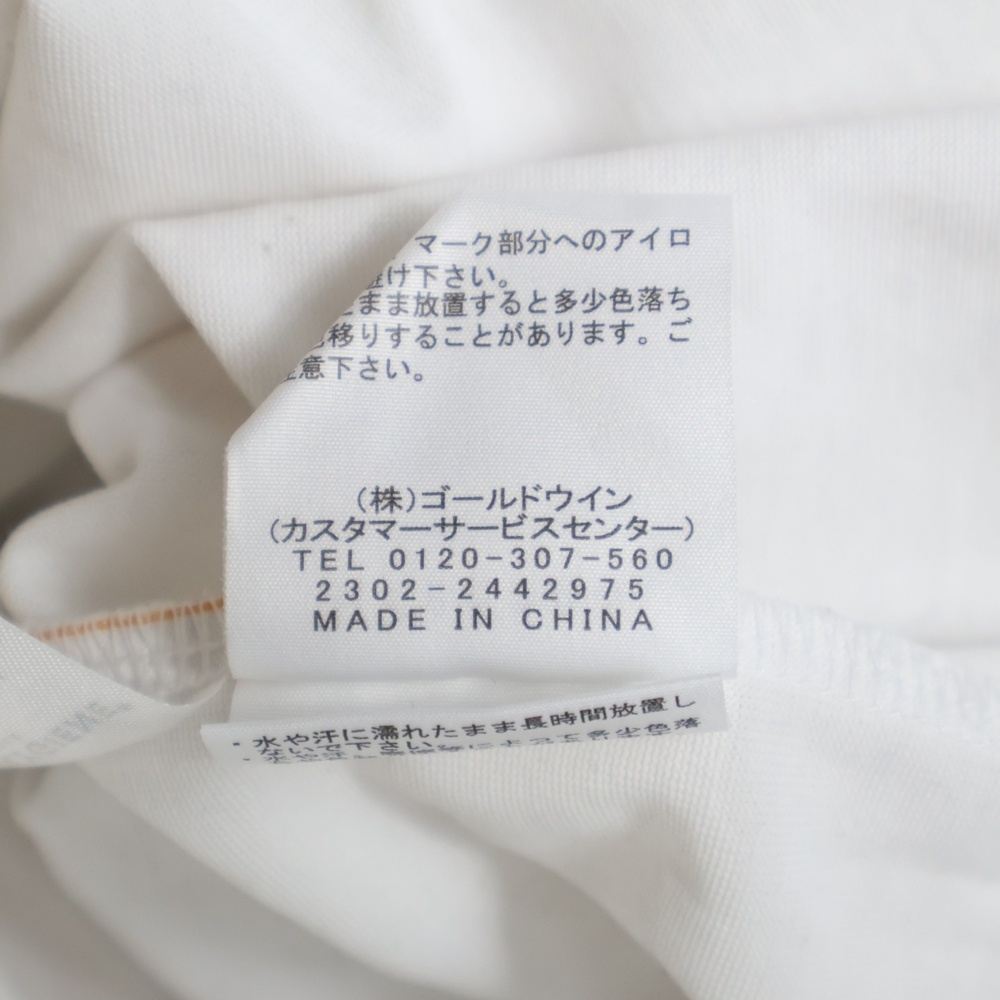 マーク部分へのアイロ
避け下さい。
まま放置すると多少色落ち
移りすることがあります。ご
注意下さい。
(株)ゴールドウイン
(カスタマーサービスセンター)
TEL 0120-307-560
2302-2442975
MADE IN CHINA
・水や汗に濡れたまま長時間放置し
ないで下さい